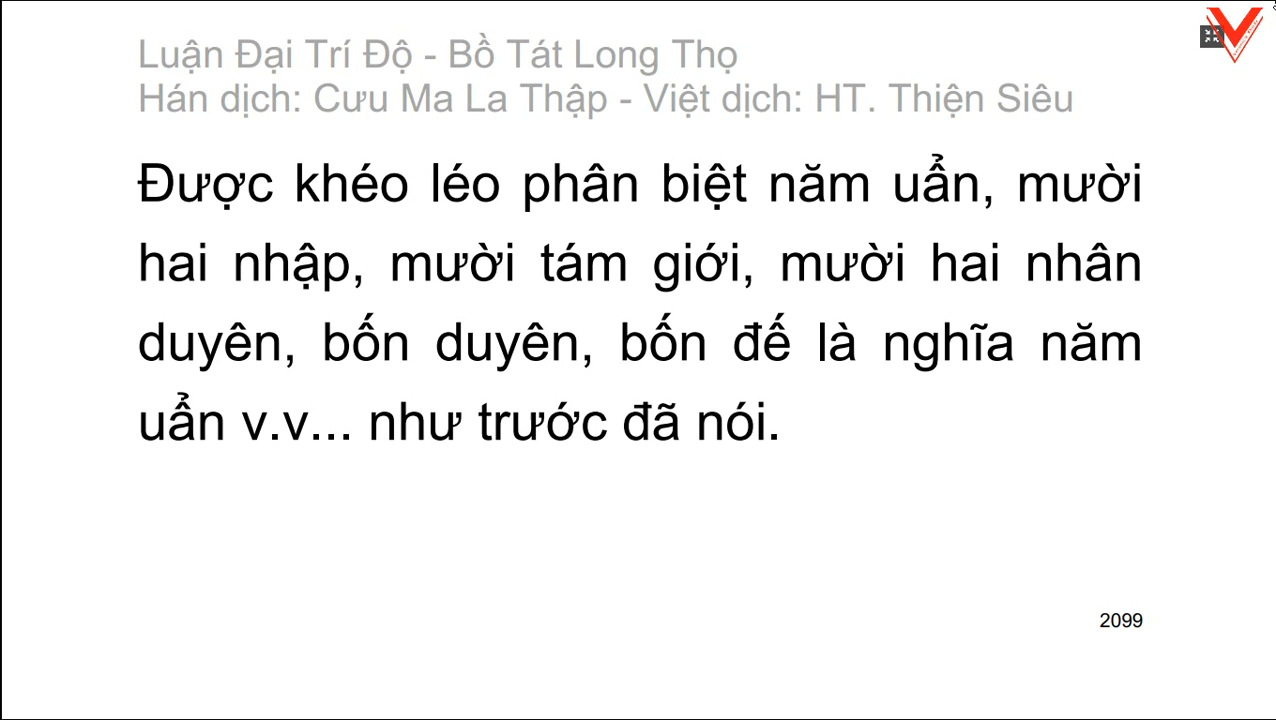 Luận Đại Trí Độ - Bồ Tát Long Thọ
Hán dịch: Cưu Ma La Thập - Việt dịch: HT. Thiện Siêu
Được khéo léo phân biệt năm uẩn, mười
hai nhập, mười tám giới, mười hai nhân
duyên, bốn duyên, bốn đế là nghĩa năm
uẩn v.v... như trước đã nói.
2099